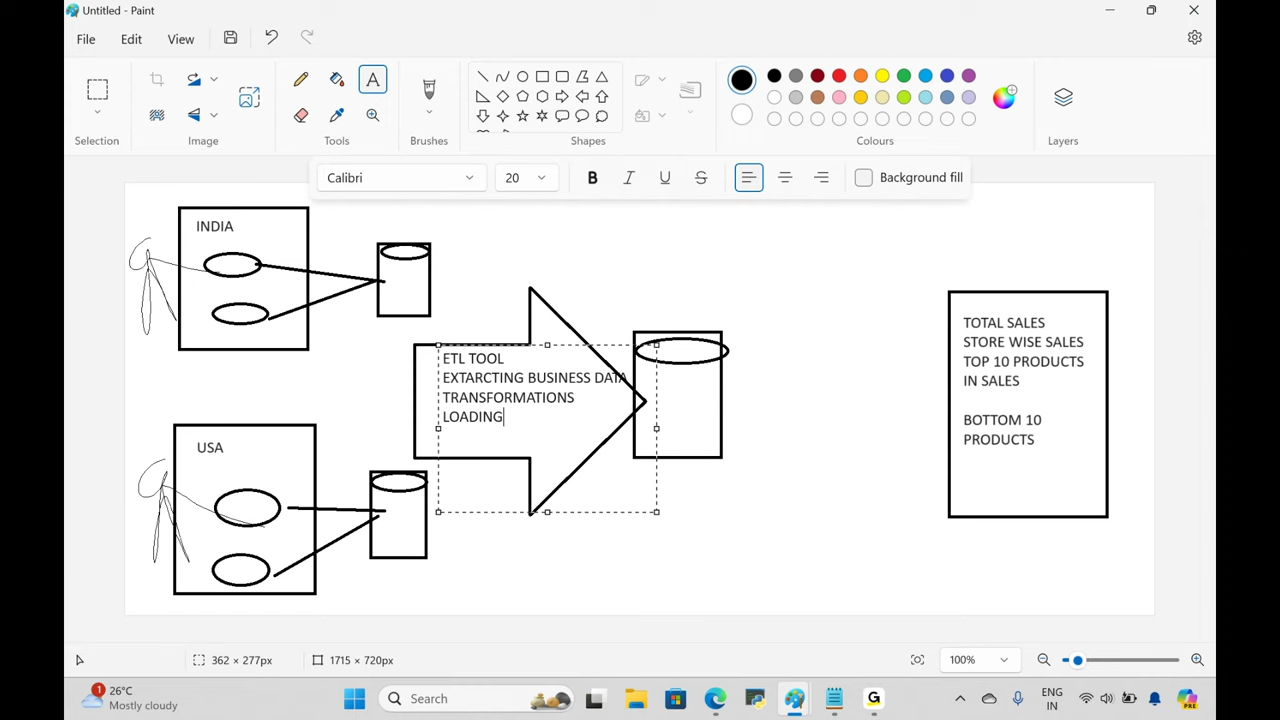 Untitled - Paint
File Edit View
Selection Image Tools Brushes Shapes Colours Layers
Calibri 20 B I U S Background fill
INDIA
ETL TOOL
EXTARCTING BUSINESS DATA
TRANSFORMATIONS
LOADING
USA
TOTAL SALES
STORE WISE SALES
TOP 10 PRODUCTS
IN SALES
BOTTOM 10
PRODUCTS
362 × 277px 1715 × 720px 100%
1 26°C
Mostly cloudy
Search
ENG
IN
PRE